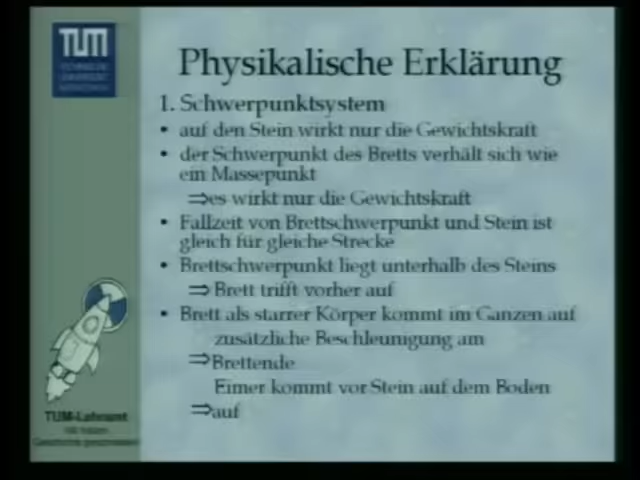 TUM
TECHNISCHE
UNIVERSITÄT
MÜNCHEN
Physikalische Erklärung
1. Schwerpunktsystem
• auf den Stein wirkt nur die Gewichtskraft
• der Schwerpunkt des Bretts verhält sich wie
ein Massepunkt
⇒es wirkt nur die Gewichtskraft
• Fallzeit von Brettschwerpunkt und Stein ist
gleich für gleiche Strecke
• Brettschwerpunkt liegt unterhalb des Steins
⇒ Brett trifft vorher auf
• Brett als starrer Körper kommt im Ganzen auf
zusätzliche Beschleunigung am
⇒Brettende
Eimer kommt vor Stein auf dem Boden
⇒auf
TUM-Lehramt